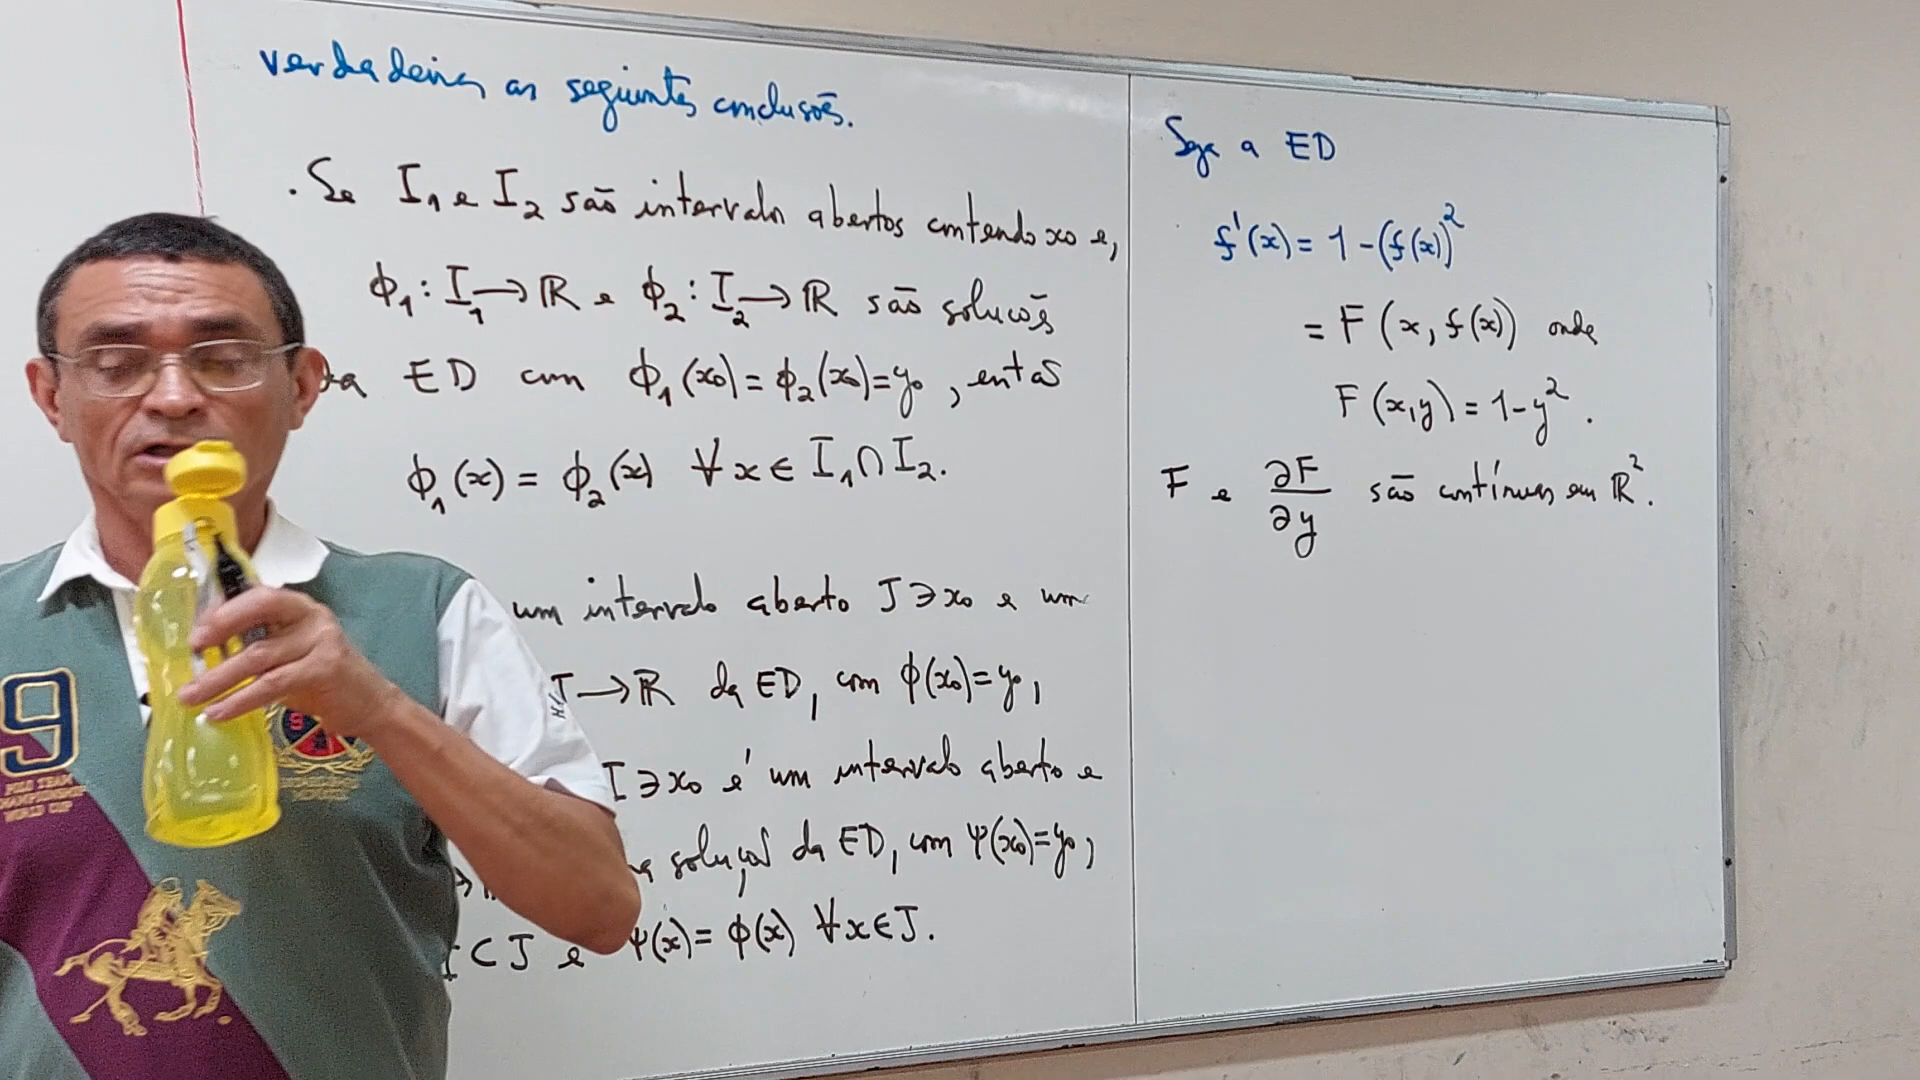 verdadeiras as seguintes conclusões.
. Se I₁ e I₂ são intervalos abertos contendo x₀ e,
ϕ₁ : I₁ → ℝ e ϕ₂ : I₂ → ℝ são soluções
da ED com ϕ₁(x₀) = ϕ₂(x₀) = y₀ , então
ϕ₁(x) = ϕ₂(x) ∀ x ∈ I₁ ∩ I₂.
um intervalo aberto J ∋ x₀ e uma
J → ℝ da ED, com ϕ(x₀) = y₀,
I ∋ x₀ é um intervalo aberto e
solução da ED, com ψ(x₀) = y₀,
I ⊂ J e ψ(x) = ϕ(x) ∀ x ∈ J.
Seja a ED
f'(x) = 1 - (f(x))²
= F(x, f(x)) onde
F(x,y) = 1 - y² .
F e ∂F/∂y são contínuas em ℝ².
9